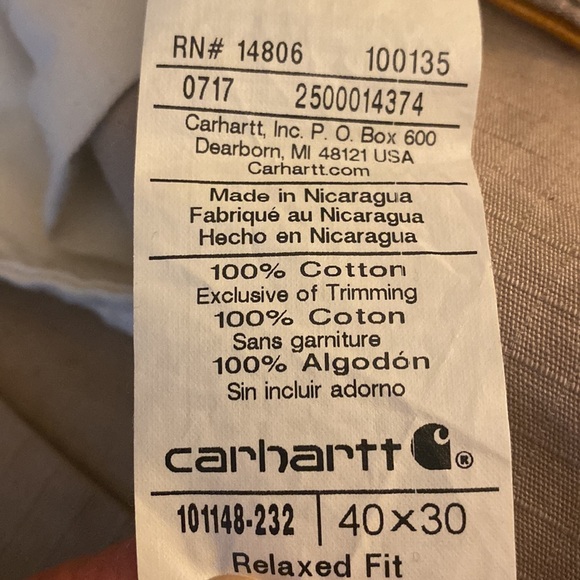 RN# 14806 100135
0717 2500014374
Carhartt, Inc. P. O. Box 600
Dearborn, MI 48121 USA
Carhartt.com
Made in Nicaragua
Fabriqué au Nicaragua
Hecho en Nicaragua
100% Cotton
Exclusive of Trimming
100% Coton
Sans garniture
100% Algodón
Sin incluir adorno
carhartt ®
101148-232 | 40×30
Relaxed Fit